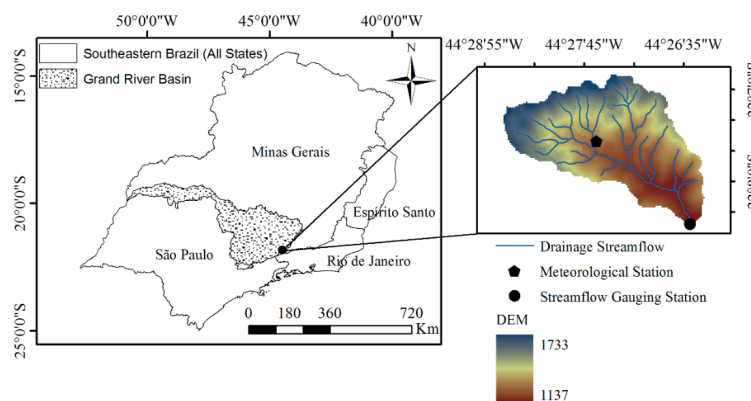 50°0'0"W
45°0'0"W
40°0'0"W
Southeastern Brazil (All States)
Grand River Basin
N
15°0'0"S
20°0'0"S
25°0'0"S
Minas Gerais
Espírito Santo
São Paulo
Rio de Janeiro
0 180 360 720
Km
44°28'55"W
44°27'45"W
44°26'35"W
Drainage Streamflow
Meteorological Station
Streamflow Gauging Station
DEM
1733
1137